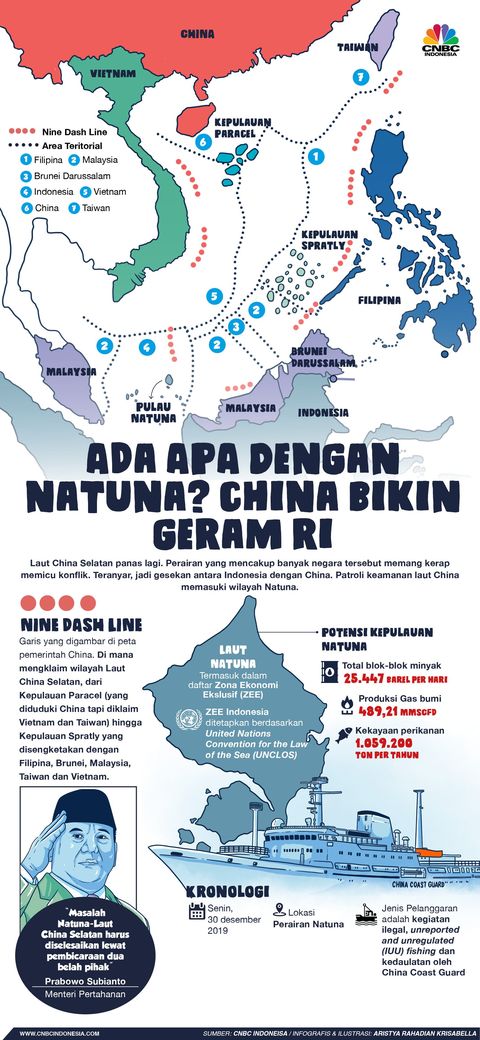 CHINA
TAIWAN
CNBC
INDONESIA
VIETNAM
7
Nine Dash Line
Area Teritorial
1 Filipina 2 Malaysia
3 Brunei Darussalam
4 Indonesia 5 Vietnam
6 China 7 Taiwan
KEPULAUAN
PARACEL
6
1
KEPULAUAN
SPRATLY
FILIPINA
5
2
3
2
4
2
MALAYSIA
PULAU
NATUNA
MALAYSIA
BRUNEI
DARUSSALAM
INDONESIA
ADA APA DENGAN
NATUNA? CHINA BIKIN
GERAM RI
Laut China Selatan panas lagi. Perairan yang mencakup banyak negara tersebut memang kerap
memicu konflik. Teranyar, jadi gesekan antara Indonesia dengan China. Patroli keamanan laut China
memasuki wilayah Natuna.
NINE DASH LINE
Garis yang digambar di peta
pemerintah China. Di mana
mengklaim wilayah Laut
China Selatan, dari
Kepulauan Paracel (yang
diduduki China tapi diklaim
Vietnam dan Taiwan) hingga
Kepulauan Spratly yang
disengketakan dengan
Filipina, Brunei, Malaysia,
Taiwan dan Vietnam.
LAUT
NATUNA
Termasuk dalam
daftar Zona Ekonomi
Ekslusif (ZEE)
ZEE Indonesia
ditetapkan berdasarkan
United Nations
Convention for the Law
of the Sea (UNCLOS)
POTENSI KEPULAUAN
NATUNA
Total blok-blok minyak
25.447 BAREL PER HARI
Produksi Gas bumi
489,21 MMSCFD
Kekayaan perikanan
1.059.200
TON PER TAHUN
CHINA COAST GUARD
"Masalah
Natuna-Laut
China Selatan harus
diselesaikan lewat
pembicaraan dua
belah pihak"
Prabowo Subianto
Menteri Pertahanan
KRONOLOGI
Senin,
30 desember
2019
Lokasi
Perairan Natuna
Jenis Pelanggaran
adalah kegiatan
ilegal, unreported
and unregulated
(IUU) fishing dan
kedaulatan oleh
China Coast Guard
WWW.CNBCINDONESIA.COM
SUMBER: CNBC INDONEISA / INFOGRAFIS & ILUSTRASI: ARISTYA RAHADIAN KRISABELLA